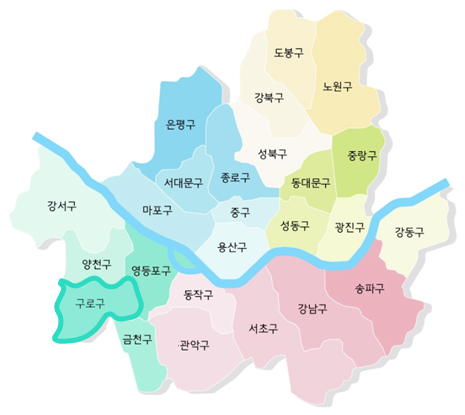 도봉구
노원구
강북구
은평구
성북구
중랑구
종로구
서대문구
동대문구
강서구
마포구
중구
성동구
광진구
강동구
용산구
양천구
영등포구
구로구
동작구
송파구
강남구
서초구
금천구
관악구